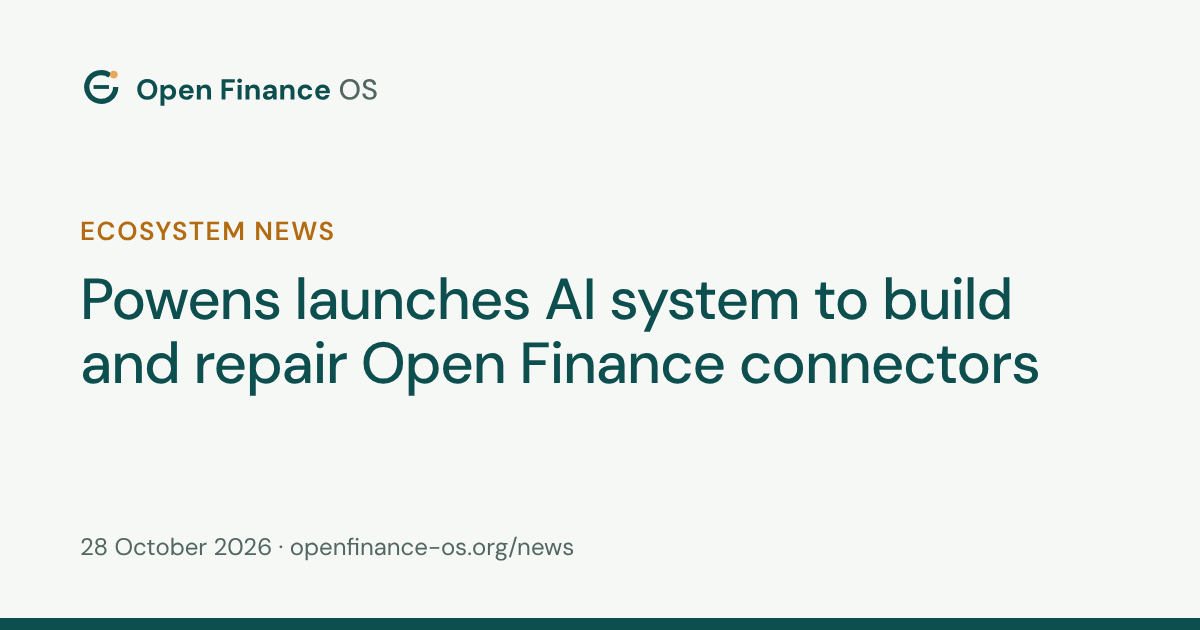 Open Finance OS
ECOSYSTEM NEWS
Powens launches AI system to build
and repair Open Finance connectors
28 October 2026 · openfinance-os.org/news